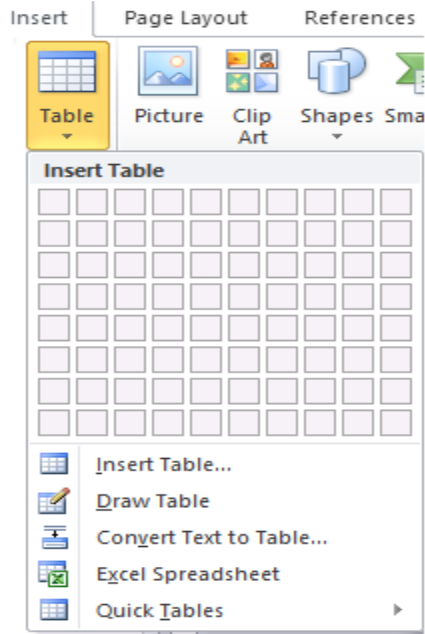 Insert Page Layout References
Table Picture Clip Art Shapes Sma
Insert Table
Insert Table...
Draw Table
Convert Text to Table...
Excel Spreadsheet
Quick Tables